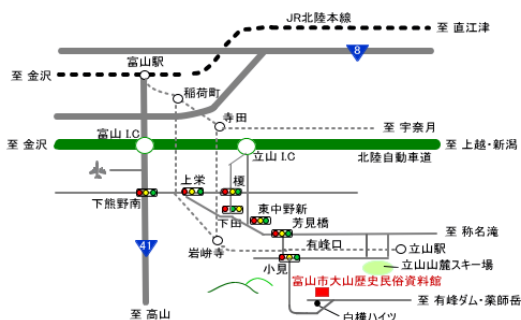 JR北陸本線
至 直江津
8
富山駅
至 金沢
稲荷町
寺田
至 宇奈月
富山 I.C
至 金沢
立山 I.C
至 上越・新潟
北陸自動車道
上栄
榎
下熊野南
下田
東中野新
芳見橋
至 称名滝
41
岩峅寺
有峰口
立山駅
小見
立山山麓スキー場
富山市大山歴史民俗資料館
至 有峰ダム・薬師岳
至 高山
白樺ハイツ